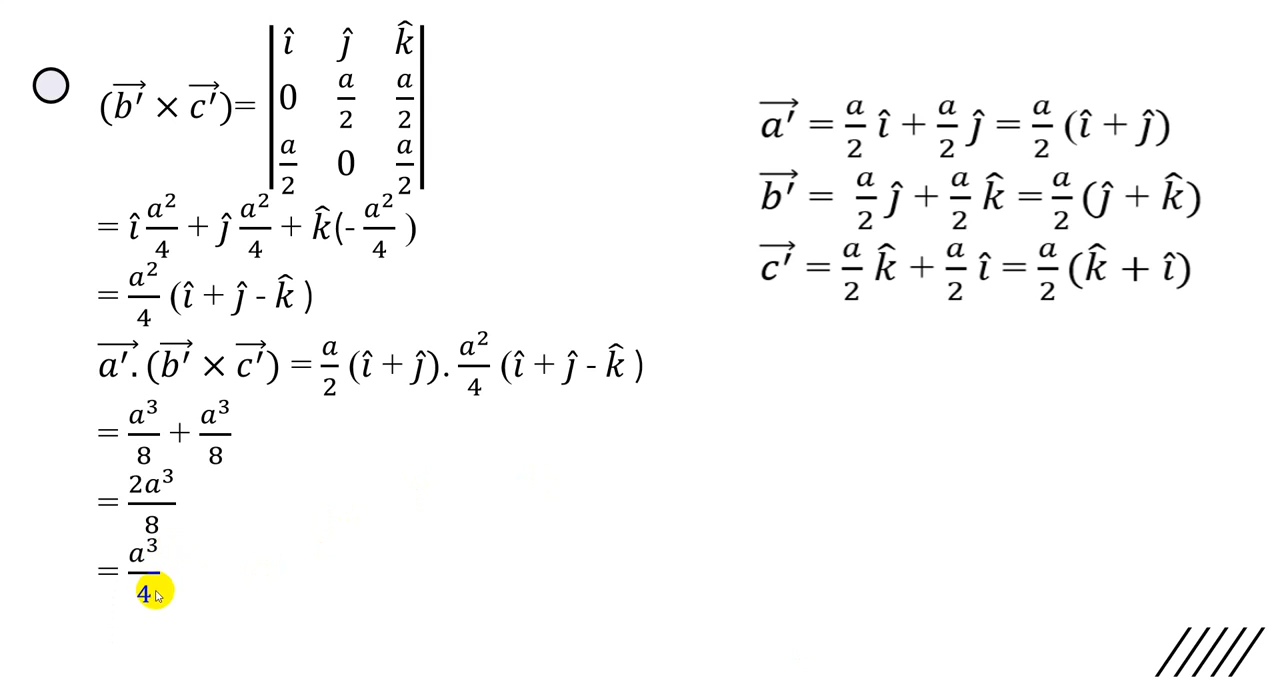 (b'⃗ × c'⃗)= | î ĵ k̂ |
| 0 a/2 a/2 |
| a/2 0 a/2 |
= î a²/4 + ĵ a²/4 + k̂(- a²/4 )
= a²/4 (î + ĵ - k̂ )
a'⃗.(b'⃗ × c'⃗) = a/2 (î + ĵ). a²/4 (î + ĵ - k̂ )
= a³/8 + a³/8
= 2a³/8
= a³/4
a'⃗ = a/2 î + a/2 ĵ = a/2 (î + ĵ)
b'⃗ = a/2 ĵ + a/2 k̂ = a/2 (ĵ + k̂)
c'⃗ = a/2 k̂ + a/2 î = a/2 (k̂ + î)